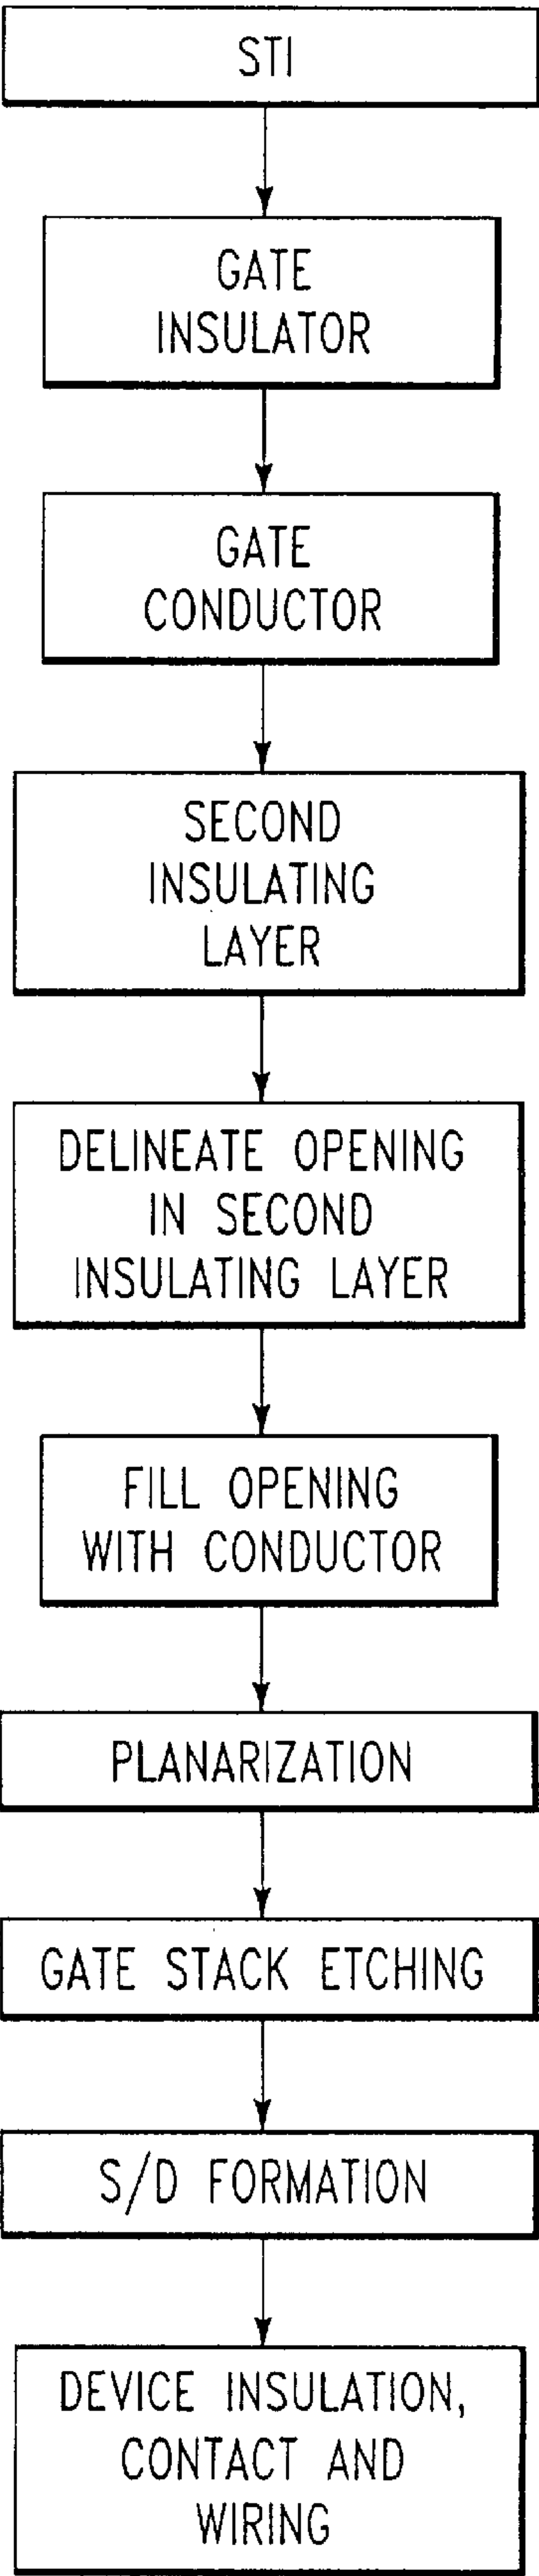 STI
GATE
INSULATOR
GATE
CONDUCTOR
SECOND
INSULATING
LAYER
DELINEATE OPENING
IN SECOND
INSULATING LAYER
FILL OPENING
WITH CONDUCTOR
PLANARIZATION
GATE STACK ETCHING
S/D FORMATION
DEVICE INSULATION,
CONTACT AND
WIRING